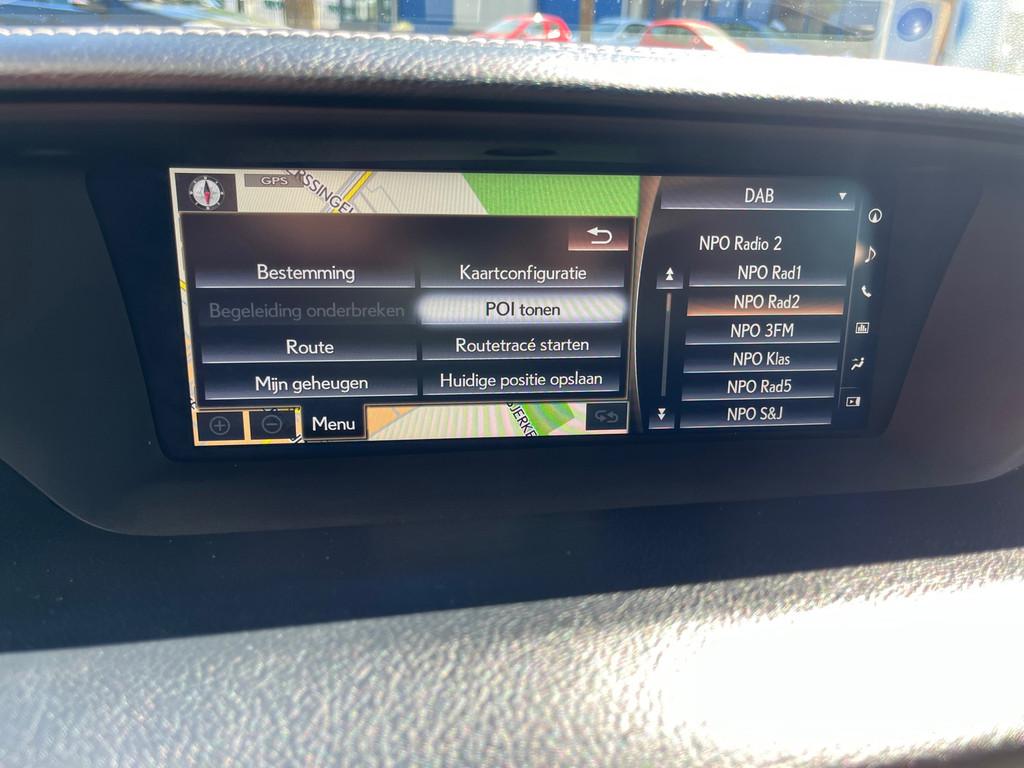 GPS
RSSINGEL
Bestemming
Kaartconfiguratie
Begeleiding onderbreken
POI tonen
Route
Routetracé starten
Mijn geheugen
Huidige positie opslaan
Menu
DAB
NPO Radio 2
NPO Rad1
NPO Rad2
NPO 3FM
NPO Klas
NPO Rad5
NPO S&J